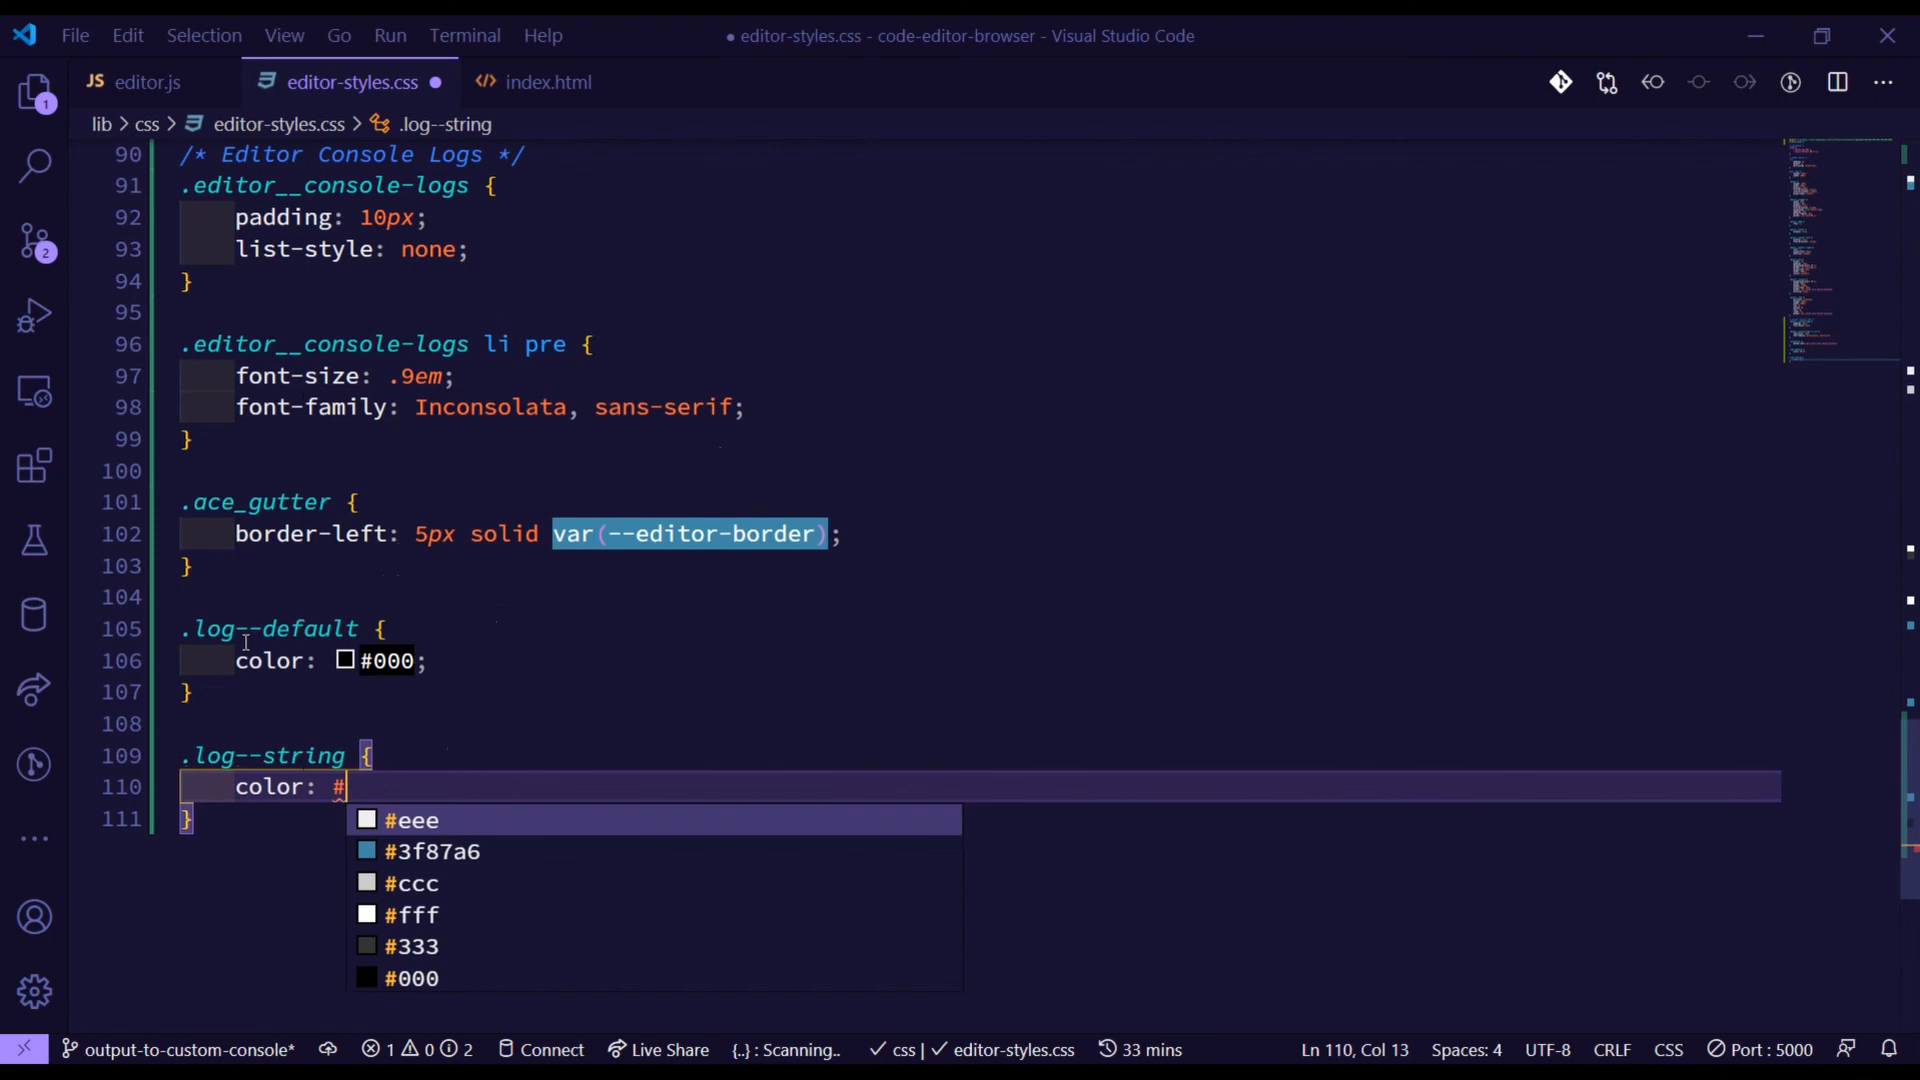 File Edit Selection View Go Run Terminal Help ● editor-styles.css - code-editor-browser - Visual Studio Code
JS editor.js editor-styles.css ● index.html
lib > css > editor-styles.css > .log--string
90 /* Editor Console Logs */
91 .editor__console-logs {
92 padding: 10px;
93 list-style: none;
94 }
95
96 .editor__console-logs li pre {
97 font-size: .9em;
98 font-family: Inconsolata, sans-serif;
99 }
100
101 .ace_gutter {
102 border-left: 5px solid var(--editor-border);
103 }
104
105 .log--default {
106 color: #000;
107 }
108
109 .log--string {
110 color: #
111 }
#eee
#3f87a6
#ccc
#fff
#333
#000
1
2
output-to-custom-console* 1 0 2 Connect Live Share {..} : Scanning.. ✓ css | ✓ editor-styles.css 33 mins Ln 110, Col 13 Spaces: 4 UTF-8 CRLF CSS Port : 5000